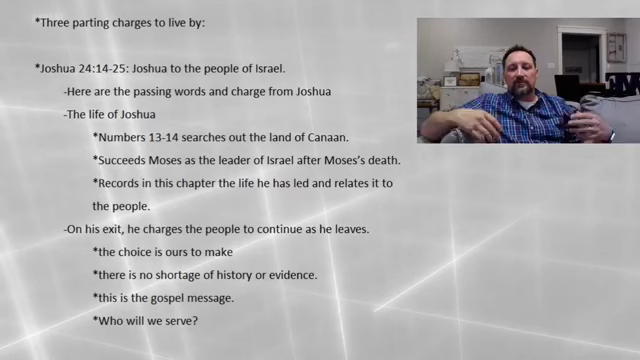 *Three parting charges to live by:
*Joshua 24:14-25: Joshua to the people of Israel.
-Here are the passing words and charge from Joshua
-The life of Joshua
*Numbers 13-14 searches out the land of Canaan.
*Succeeds Moses as the leader of Israel after Moses's death.
*Records in this chapter the life he has led and relates it to
the people.
-On his exit, he charges the people to continue as he leaves.
*the choice is ours to make
*there is no shortage of history or evidence.
*this is the gospel message.
*Who will we serve?